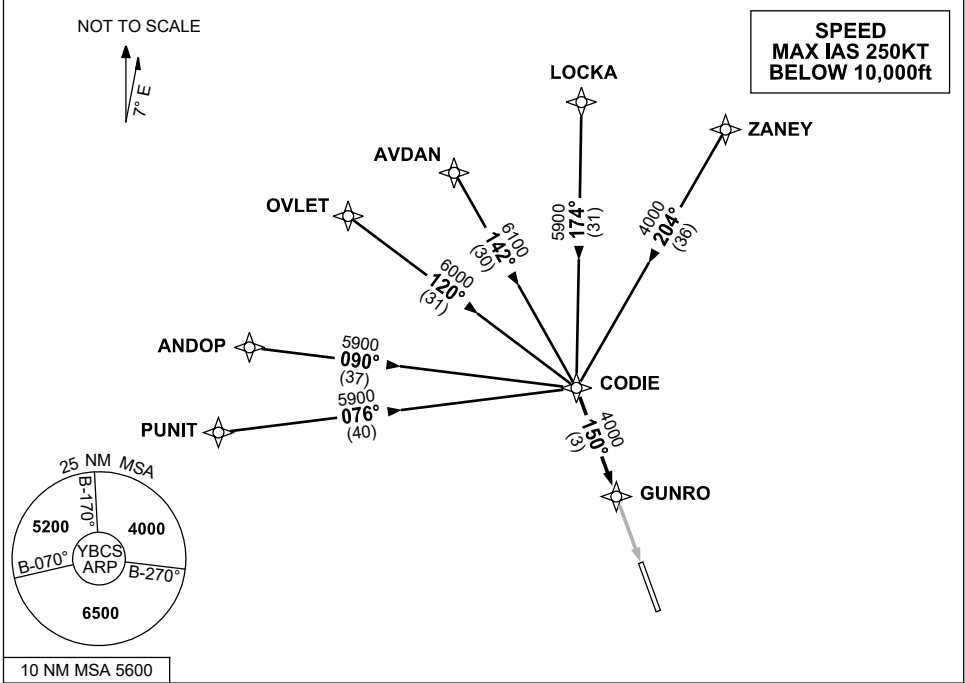 NOT TO SCALE
7° E
SPEED
MAX IAS 250KT
BELOW 10,000ft
LOCKA
ZANEY
AVDAN
OVLET
5900
174°
(31)
4000
204°
(36)
6100
142°
(30)
6000
120°
(31)
ANDOP
5900
090°
(37)
CODIE
PUNIT
5900
076°
(40)
4000
150°
(3)
GUNRO
25 NM MSA
B-170°
5200
4000
YBCS
ARP
B-070°
B-270°
6500
10 NM MSA 5600